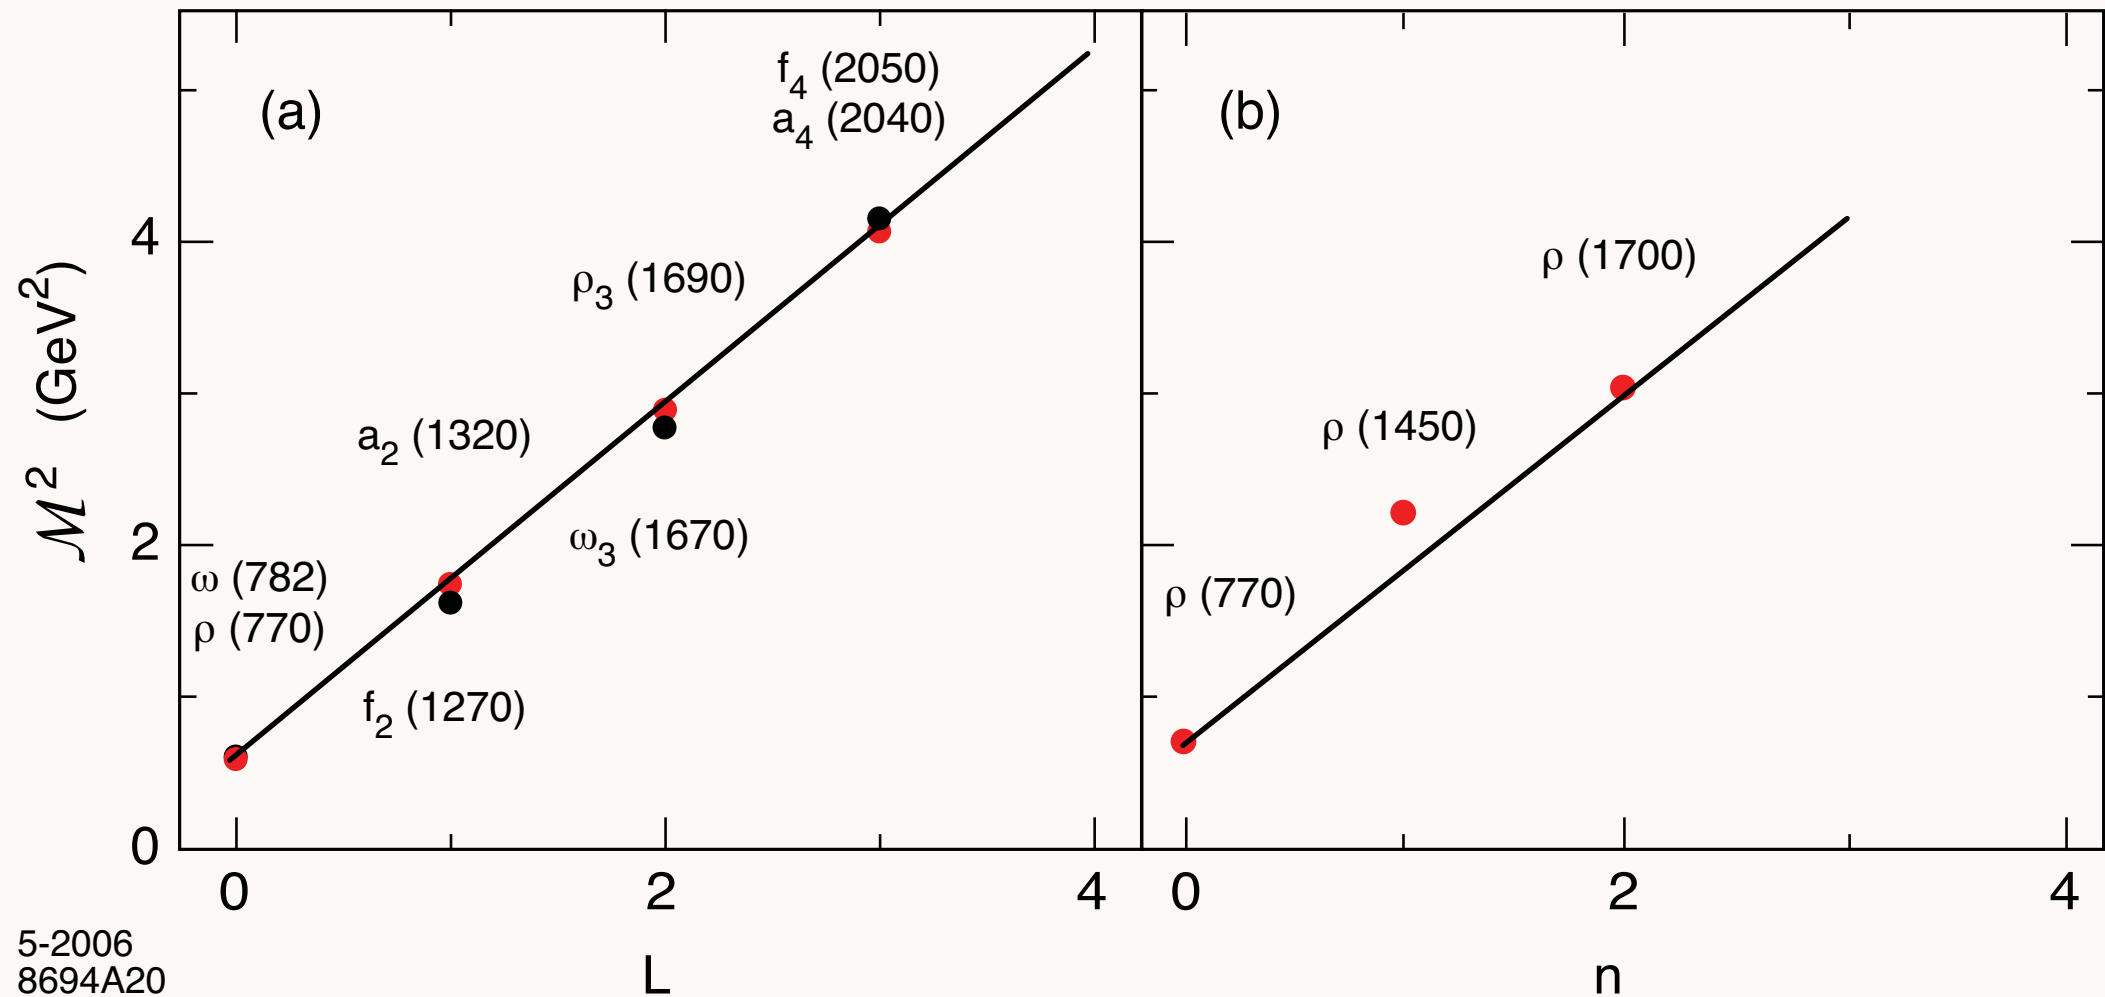 (a)
f4 (2050)
a4 (2040)
ρ3 (1690)
a2 (1320)
ω3 (1670)
ω (782)
ρ (770)
f2 (1270)
(b)
ρ (1700)
ρ (1450)
ρ (770)
M2 (GeV2)
4
2
0
0 2 4
0 2 4
L
n
5-2006
8694A20